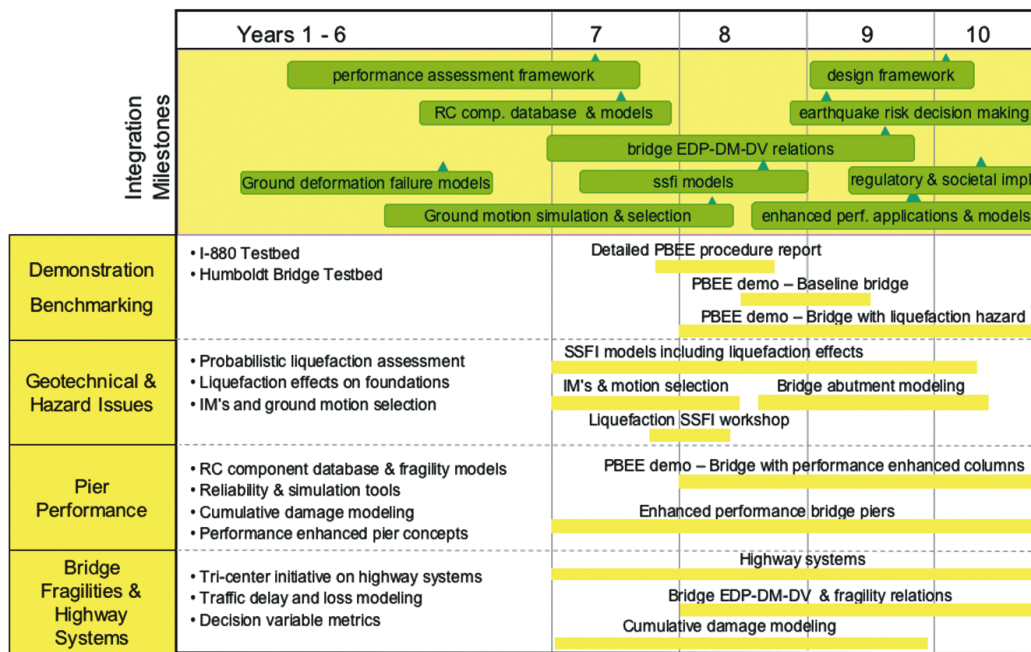 Years 1 - 6 7 8 9 10
Integration
Milestones
performance assessment framework
design framework
RC comp. database & models
earthquake risk decision making
bridge EDP-DM-DV relations
Ground deformation failure models
ssfi models
regulatory & societal impl
Ground motion simulation & selection
enhanced perf. applications & models
Demonstration
Benchmarking
• I-880 Testbed
• Humboldt Bridge Testbed
Detailed PBEE procedure report
PBEE demo – Baseline bridge
PBEE demo – Bridge with liquefaction hazard
Geotechnical &
Hazard Issues
• Probabilistic liquefaction assessment
• Liquefaction effects on foundations
• IM's and ground motion selection
SSFI models including liquefaction effects
IM's & motion selection
Bridge abutment modeling
Liquefaction SSFI workshop
Pier
Performance
• RC component database & fragility models
• Reliability & simulation tools
• Cumulative damage modeling
• Performance enhanced pier concepts
PBEE demo – Bridge with performance enhanced columns
Enhanced performance bridge piers
Bridge
Fragilities &
Highway
Systems
• Tri-center initiative on highway systems
• Traffic delay and loss modeling
• Decision variable metrics
Highway systems
Bridge EDP-DM-DV & fragility relations
Cumulative damage modeling